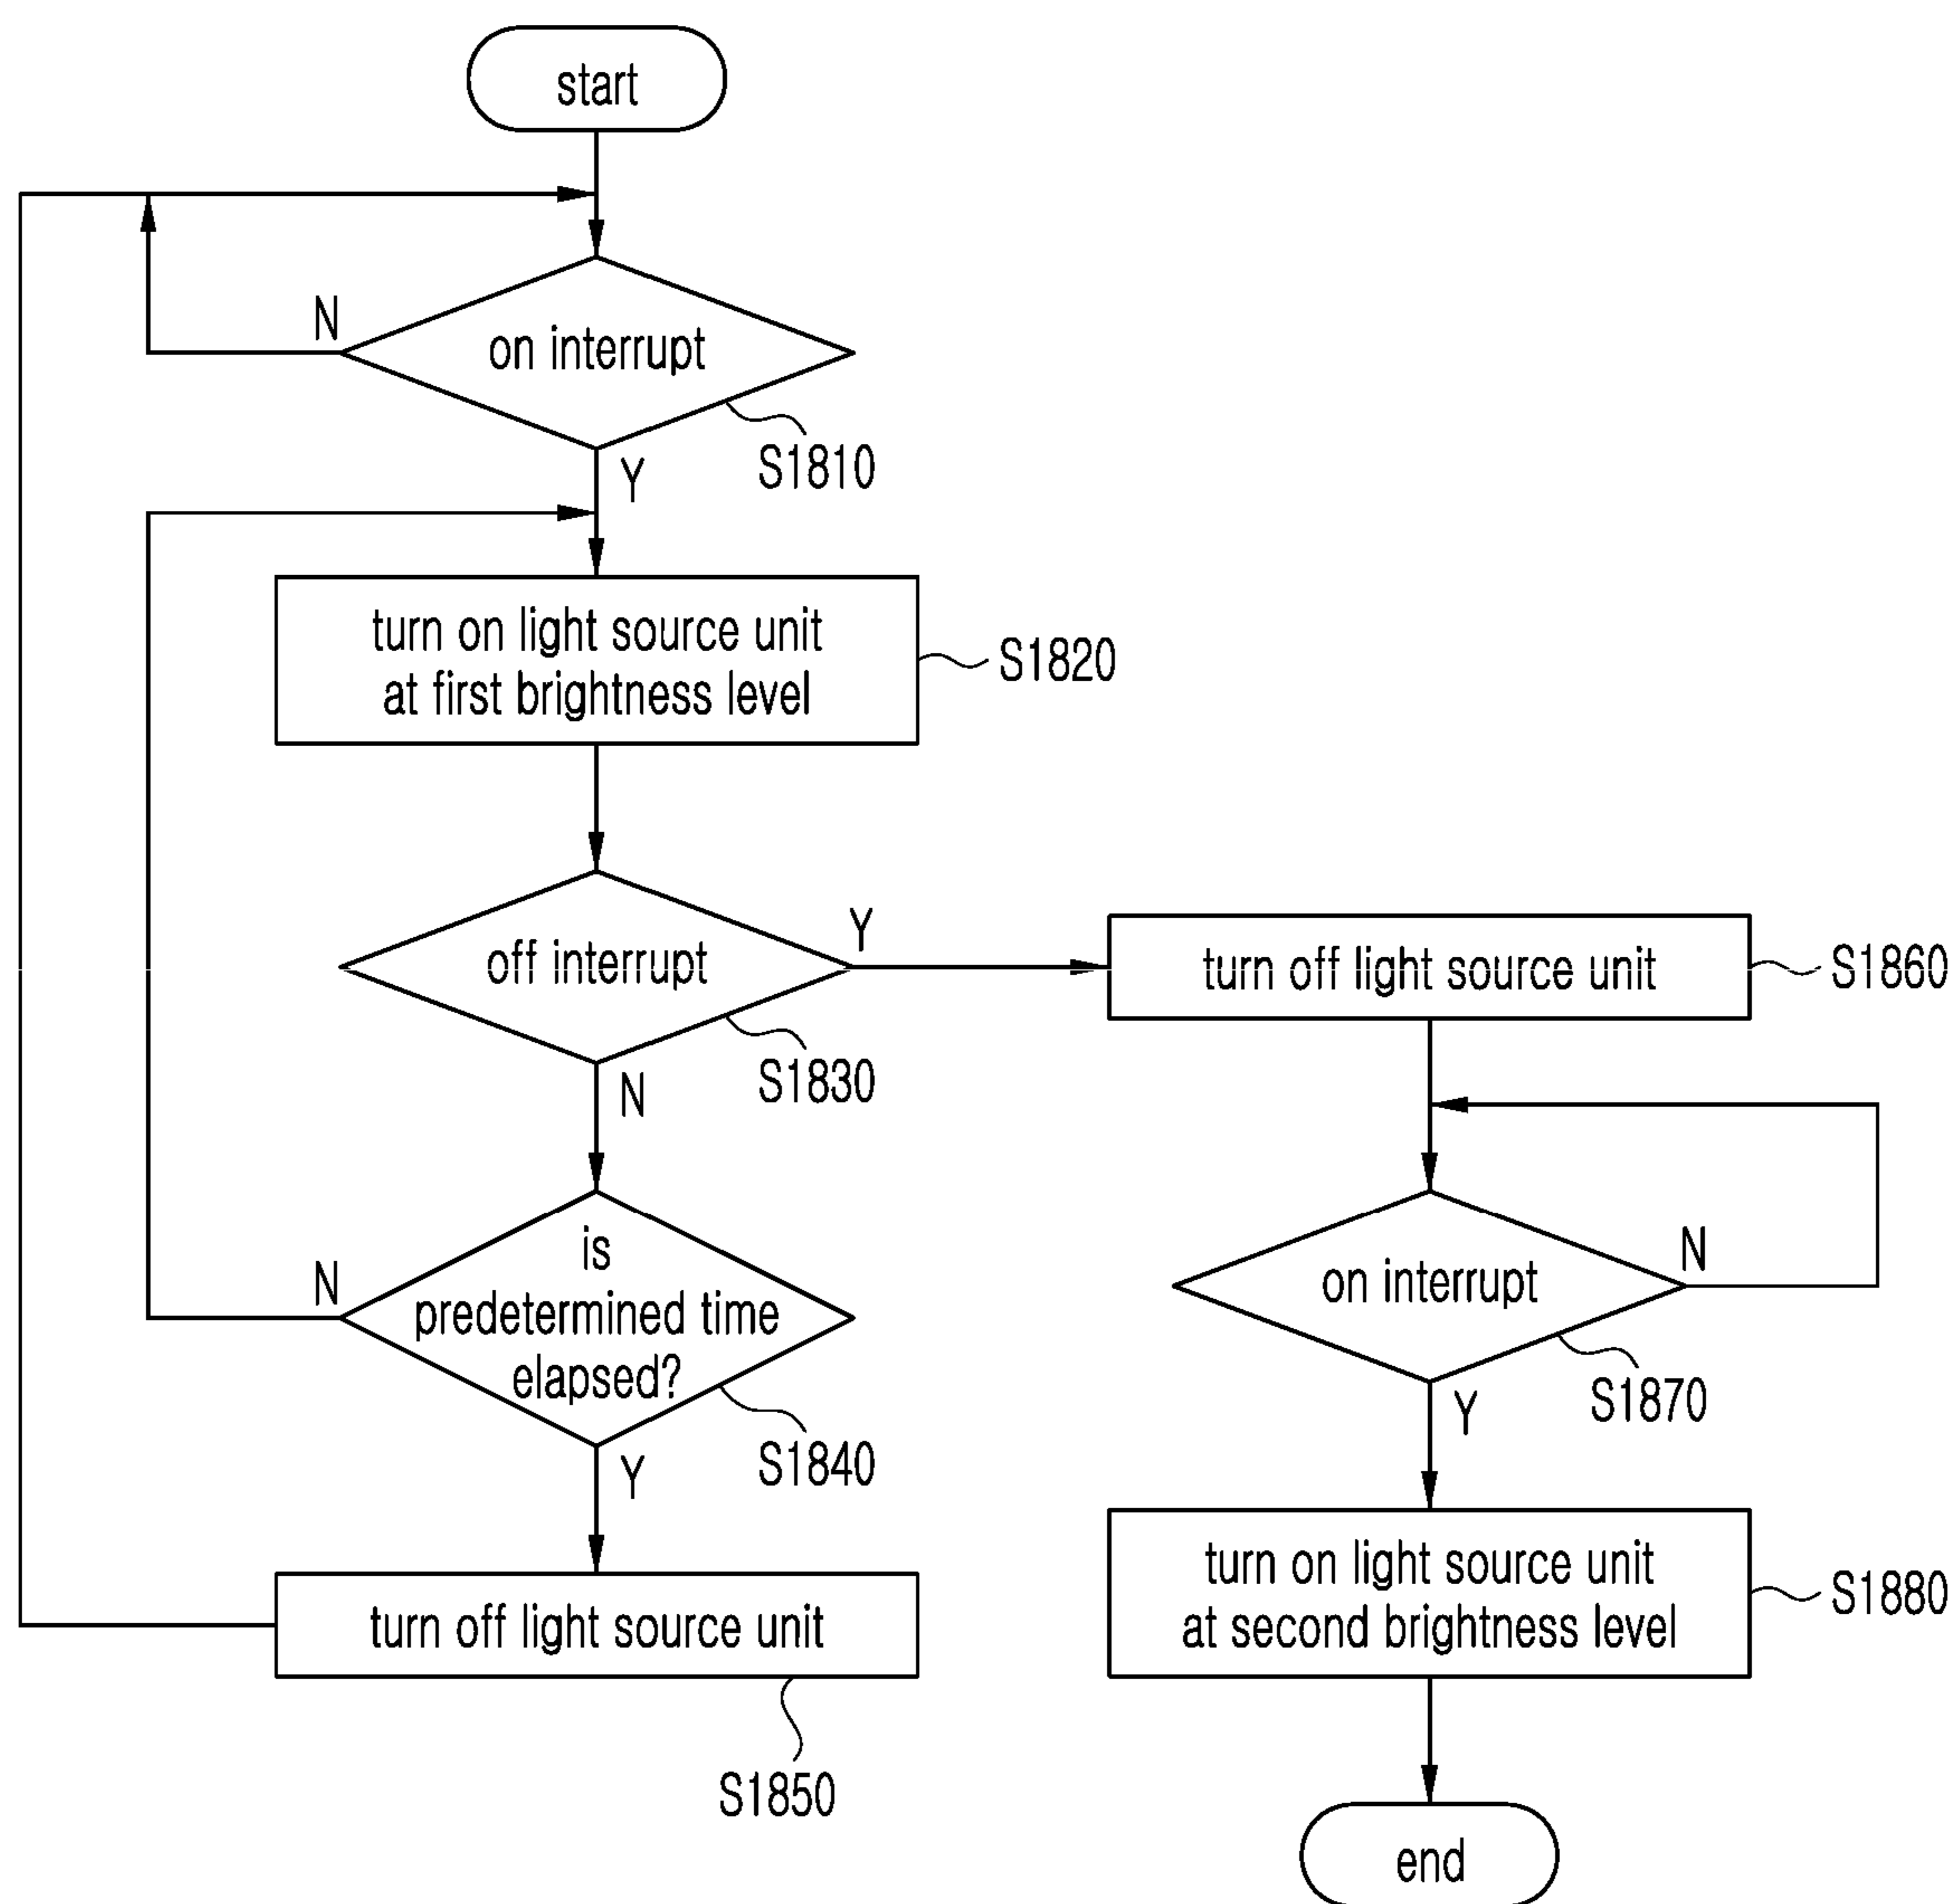 start
N
on interrupt
S1810
Y
turn on light source unit
at first brightness level
S1820
off interrupt
Y
S1830
N
turn off light source unit
S1860
is
predetermined time
elapsed?
N
S1840
Y
on interrupt
N
S1870
Y
turn off light source unit
S1850
turn on light source unit
at second brightness level
S1880
end